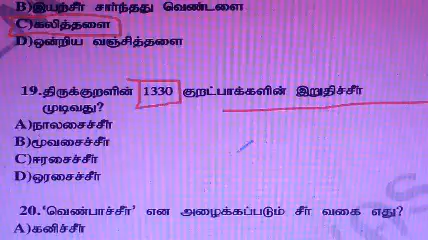 B)இயற்சீர் சார்ந்தது வெண்டளை
C)கலித்தளை
D)ஒன்றிய வஞ்சித்தளை
19.திருக்குறளின் 1330 குறட்பாக்களின் இறுதிச்சீர்
முடிவது?
A)நாலசைச்சீர்
B)மூவசைச்சீர்
C)ஈரசைச்சீர்
D)ஓரசைச்சீர்
20.'வெண்பாச்சீர்' என அழைக்கப்படும் சீர் வகை எது?
A)கனிச்சீர்